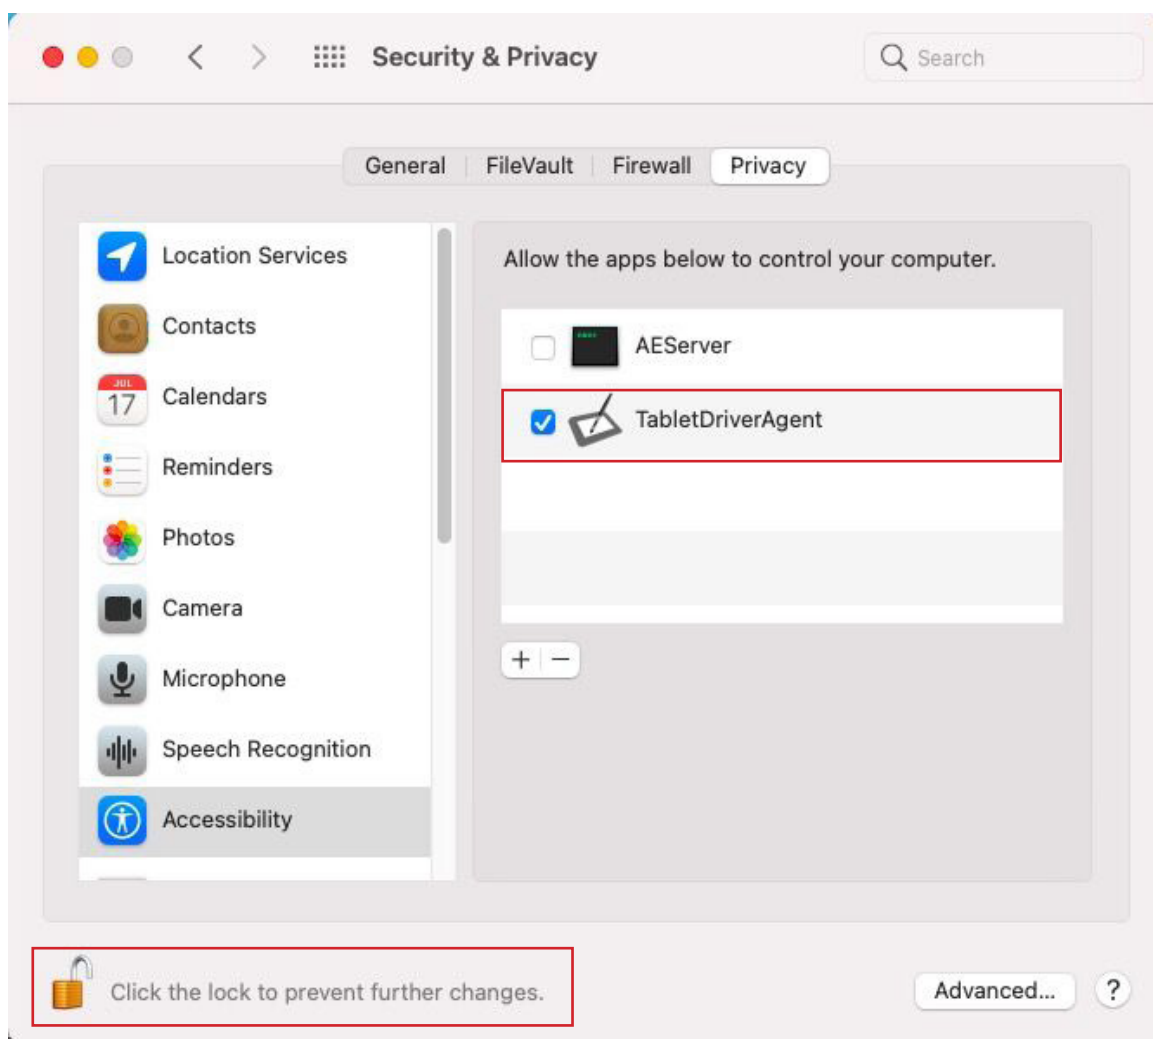 Security & Privacy
Search
General
FileVault
Firewall
Privacy
Location Services
Contacts
JUL
17
Calendars
Reminders
Photos
Camera
Microphone
Speech Recognition
Accessibility
Allow the apps below to control your computer.
AEServer
TabletDriverAgent
+ −
Click the lock to prevent further changes.
Advanced...
?